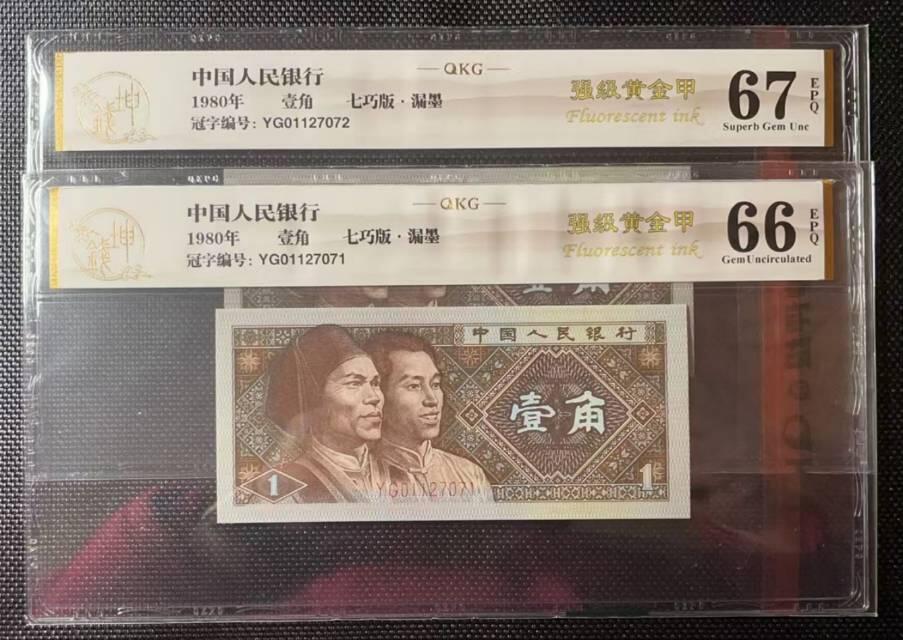 QKG
中国人民银行
1980年 壹角 七巧版·漏墨
冠字编号: YG01127072
强级黄金甲
Fluorescent ink
67
EPQ
Superb Gem Unc
QKG
中国人民银行
1980年 壹角 七巧版·漏墨
冠字编号: YG01127071
强级黄金甲
Fluorescent ink
66
EPQ
Gem Uncirculated
壹角
中国人民银行
壹角
1
YG01127071
1